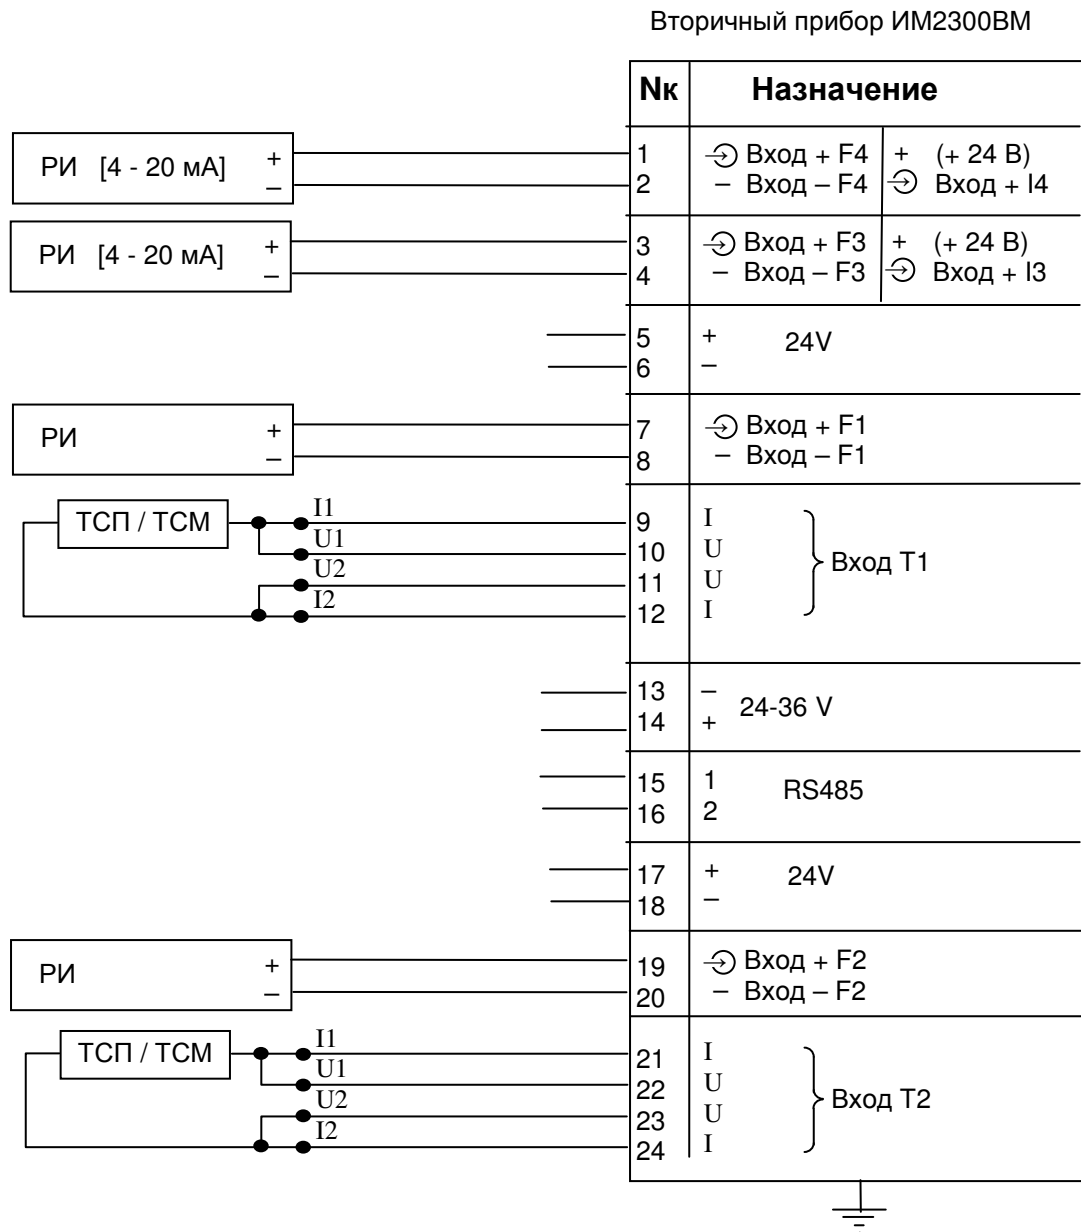 Вторичный прибор ИМ2300ВМ
Nк Назначение
РИ [4 - 20 мА] + 1 Вход + F4 + (+ 24 В)
– 2 – Вход – F4 Вход + I4
РИ [4 - 20 мА] + 3 Вход + F3 + (+ 24 В)
– 4 – Вход – F3 Вход + I3
5 + 24V
6 –
РИ + 7 Вход + F1
– 8 – Вход – F1
ТСП / ТСМ I1 9 I
U1 10 U
Вход T1
U2 11 U
I2 12 I
13 – 24-36 V
14 +
15 1 RS485
16 2
17 + 24V
18 –
РИ + 19 Вход + F2
– 20 – Вход – F2
ТСП / ТСМ I1 21 I
U1 22 U
Вход T2
U2 23 U
I2 24 I